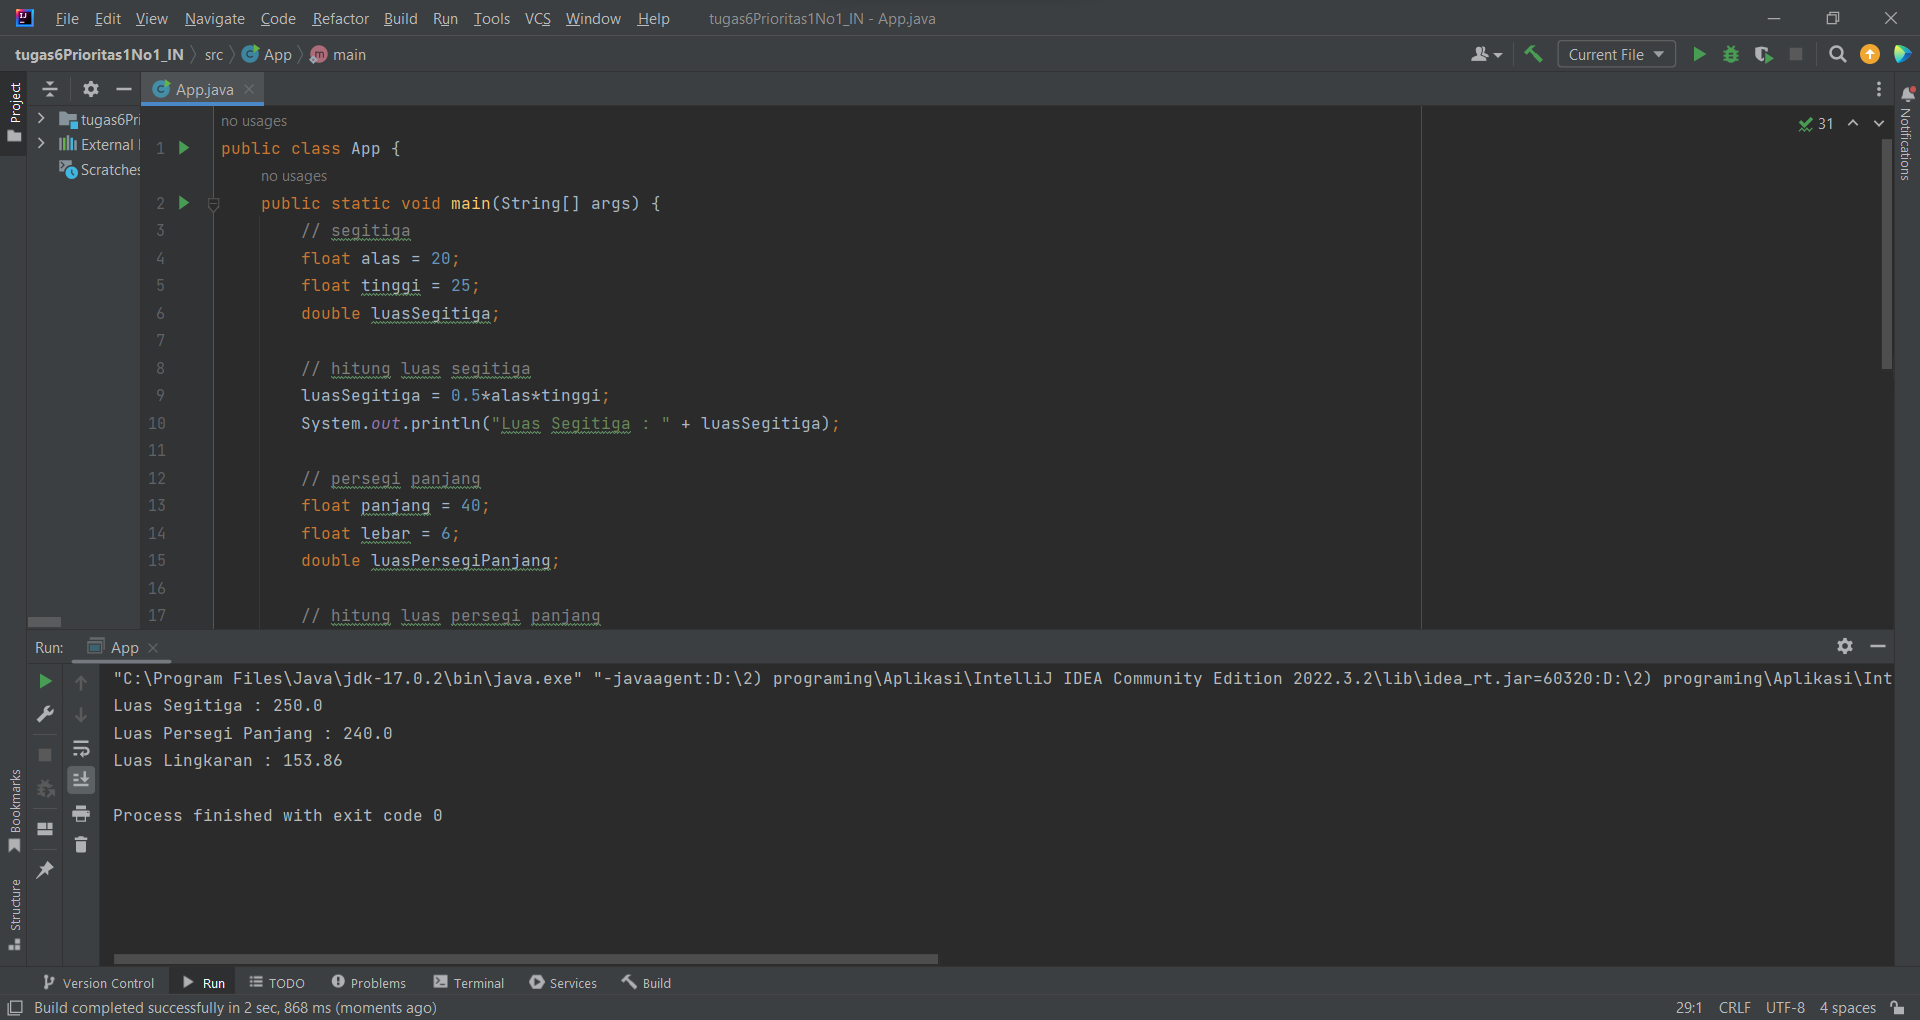 File Edit View Navigate Code Refactor Build Run Tools VCS Window Help tugas6Prioritas1No1_IN - App.java
tugas6Prioritas1No1_IN src App main Current File
Project
App.java
tugas6Pri
External
Scratches
no usages
31
1 public class App {
no usages
2 public static void main(String[] args) {
3 // segitiga
4 float alas = 20;
5 float tinggi = 25;
6 double luasSegitiga;
7
8 // hitung luas segitiga
9 luasSegitiga = 0.5*alas*tinggi;
10 System.out.println("Luas Segitiga : " + luasSegitiga);
11
12 // persegi panjang
13 float panjang = 40;
14 float lebar = 6;
15 double luasPersegiPanjang;
16
17 // hitung luas persegi panjang
Notifications
Run: App
"C:\Program Files\Java\jdk-17.0.2\bin\java.exe" "-javaagent:D:\2) programing\Aplikasi\IntelliJ IDEA Community Edition 2022.3.2\lib\idea_rt.jar=60320:D:\2) programing\Aplikasi\Int
Luas Segitiga : 250.0
Luas Persegi Panjang : 240.0
Luas Lingkaran : 153.86
Process finished with exit code 0
Bookmarks
Structure
Version Control Run TODO Problems Terminal Services Build
Build completed successfully in 2 sec, 868 ms (moments ago) 29:1 CRLF UTF-8 4 spaces